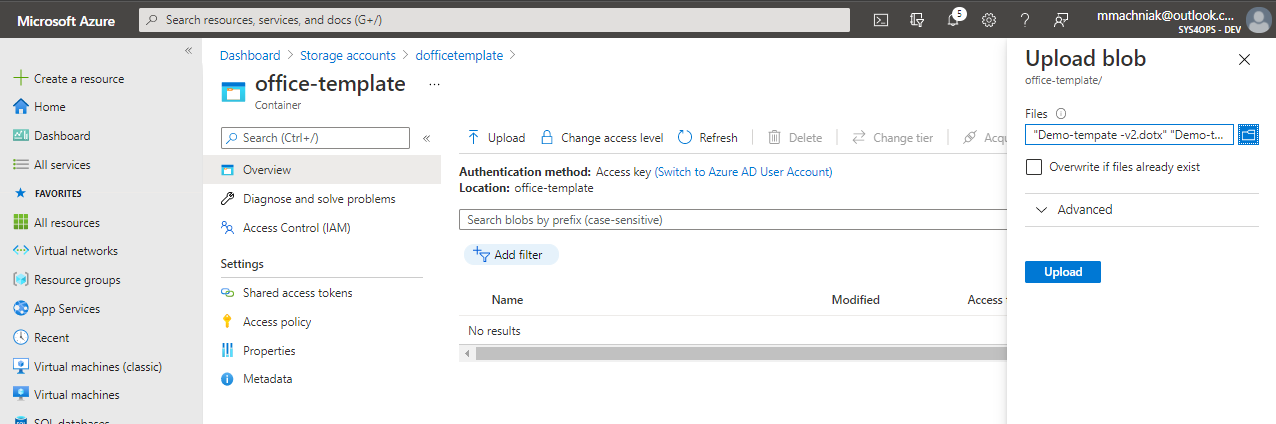 Microsoft Azure
Search resources, services, and docs (G+/)
5
mmachniak@outlook.c...
SYS4OPS - DEV
«
Create a resource
Home
Dashboard
All services
FAVORITES
All resources
Virtual networks
Resource groups
App Services
Recent
Virtual machines (classic)
Virtual machines
SQL databases
Dashboard > Storage accounts > dofficetemplate >
office-template ...
Container
Search (Ctrl+/) «
Overview
Diagnose and solve problems
Access Control (IAM)
Settings
Shared access tokens
Access policy
Properties
Metadata
Upload Change access level Refresh Delete Change tier Acqu
Authentication method: Access key (Switch to Azure AD User Account)
Location: office-template
Search blobs by prefix (case-sensitive)
Add filter
Name Modified Access
No results
Upload blob
office-template/
Files
"Demo-tempate -v2.dotx" "Demo-t...
Overwrite if files already exist
Advanced
Upload